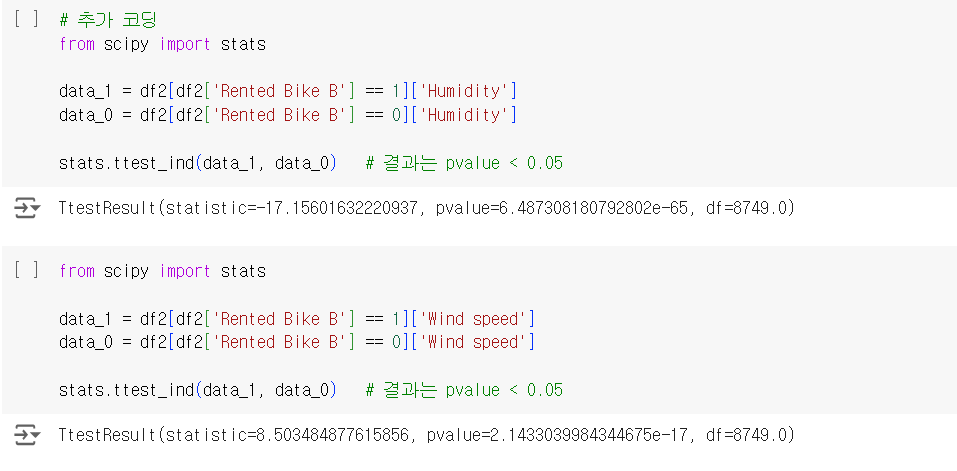 [ ] # 추가 코딩
from scipy import stats
data_1 = df2[df2['Rented Bike B'] == 1]['Humidity']
data_0 = df2[df2['Rented Bike B'] == 0]['Humidity']
stats.ttest_ind(data_1, data_0)   # 결과는 pvalue < 0.05
TtestResult(statistic=-17.15601632220937, pvalue=6.487308180792802e-65, df=8749.0)
[ ] from scipy import stats
data_1 = df2[df2['Rented Bike B'] == 1]['Wind speed']
data_0 = df2[df2['Rented Bike B'] == 0]['Wind speed']
stats.ttest_ind(data_1, data_0)   # 결과는 pvalue < 0.05
TtestResult(statistic=8.503484877615856, pvalue=2.1433039984344675e-17, df=8749.0)